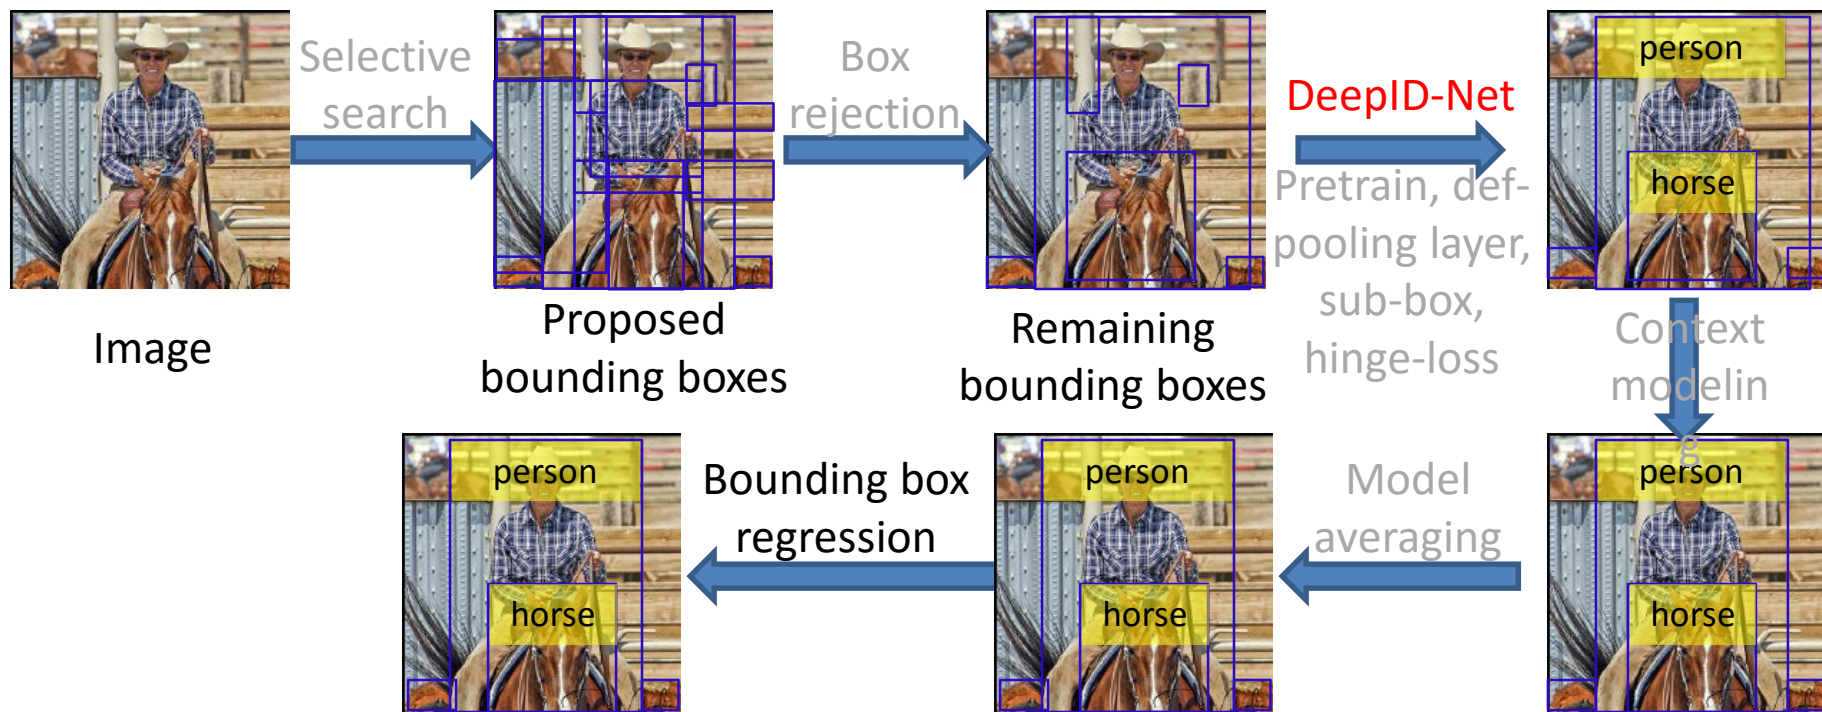 Selective
search
Box
rejection
DeepID-Net
person
horse
Pretrain, def-
pooling layer,
sub-box,
hinge-loss
Image
Proposed
bounding boxes
Remaining
bounding boxes
Context
modelin
g
person
horse
Model
averaging
person
horse
Bounding box
regression
person
horse